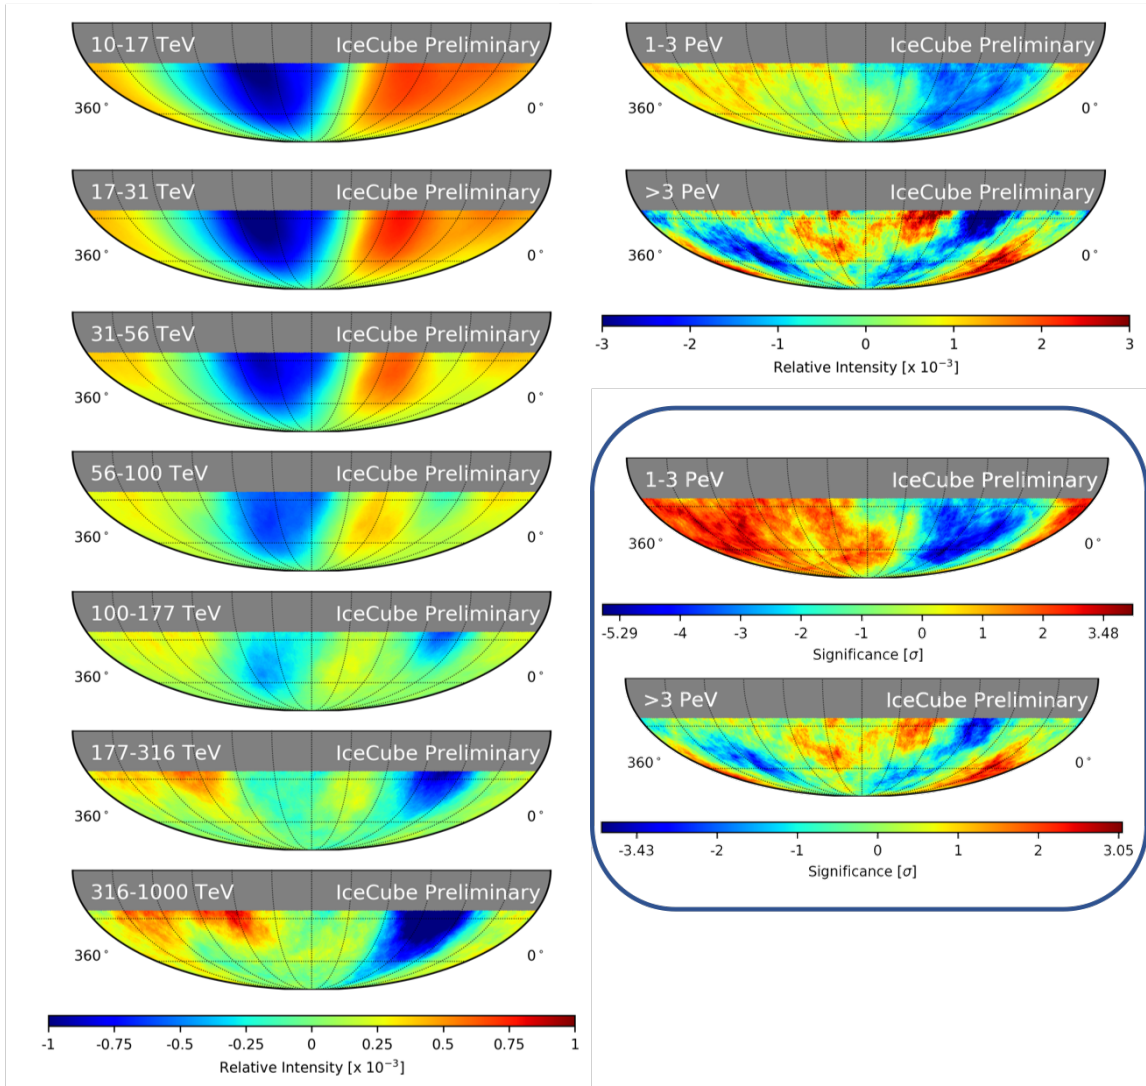 10-17 TeV IceCube Preliminary
360° 0°
17-31 TeV IceCube Preliminary
360° 0°
31-56 TeV IceCube Preliminary
360° 0°
56-100 TeV IceCube Preliminary
360° 0°
100-177 TeV IceCube Preliminary
360° 0°
177-316 TeV IceCube Preliminary
360° 0°
316-1000 TeV IceCube Preliminary
360° 0°
-1 -0.75 -0.5 -0.25 0 0.25 0.5 0.75 1
Relative Intensity [x 10⁻³]
1-3 PeV IceCube Preliminary
360° 0°
>3 PeV IceCube Preliminary
360° 0°
-3 -2 -1 0 1 2 3
Relative Intensity [x 10⁻³]
1-3 PeV IceCube Preliminary
360° 0°
-5.29 -4 -3 -2 -1 0 1 2 3.48
Significance [σ]
>3 PeV IceCube Preliminary
360° 0°
-3.43 -2 -1 0 1 2 3.05
Significance [σ]